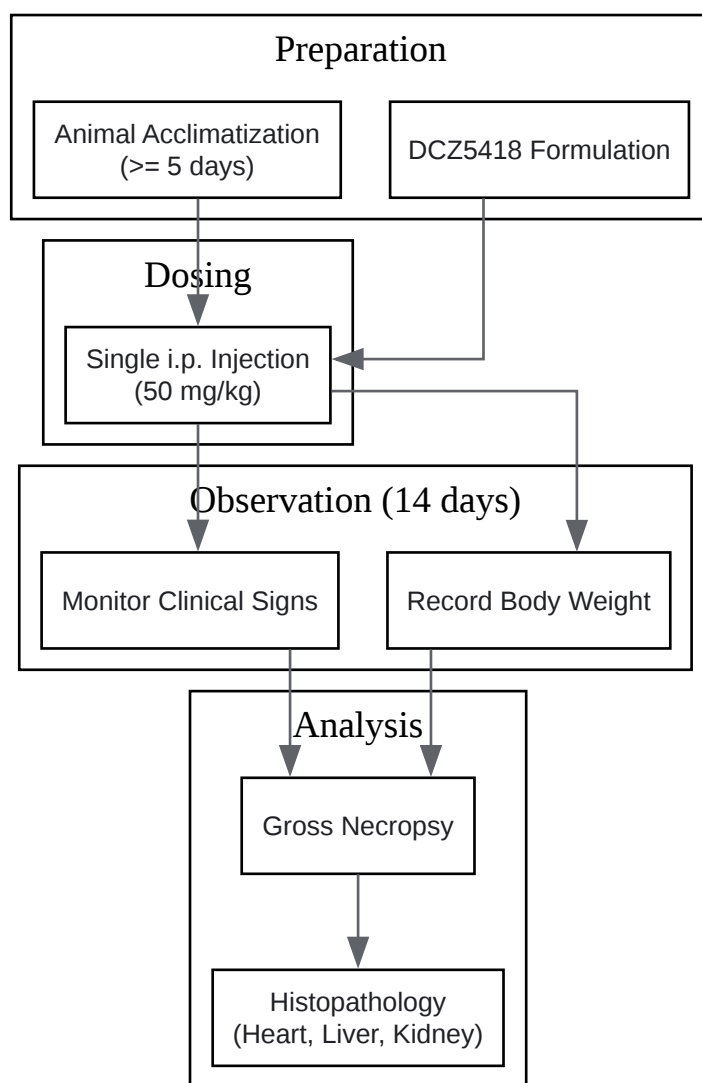 Preparation
Animal Acclimatization
(>= 5 days)
DCZ5418 Formulation
Dosing
Single i.p. Injection
(50 mg/kg)
Observation (14 days)
Monitor Clinical Signs
Record Body Weight
Analysis
Gross Necropsy
Histopathology
(Heart, Liver, Kidney)